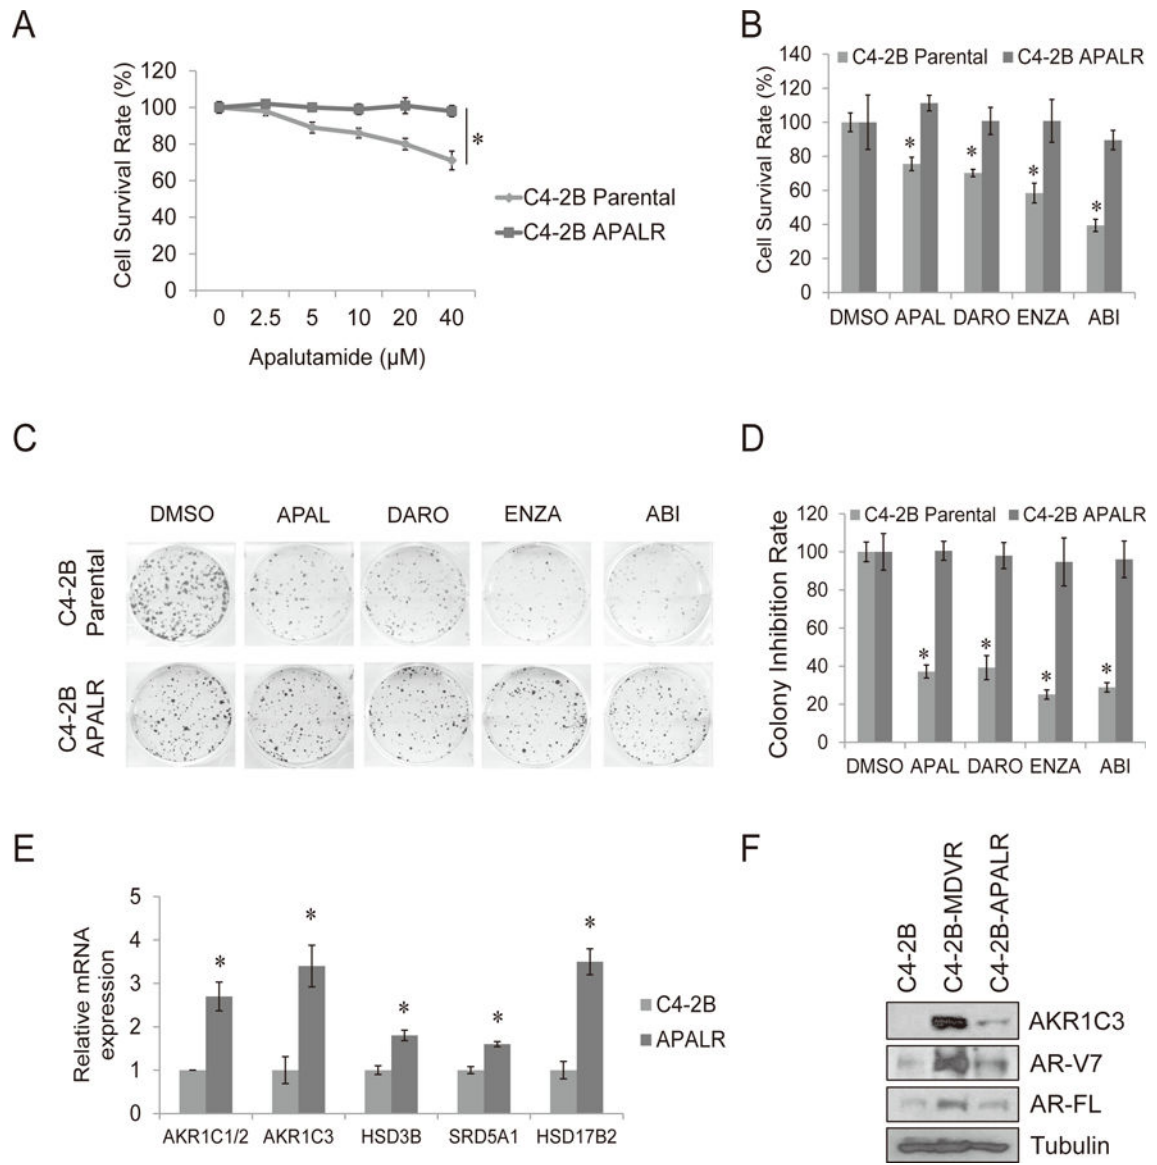 A
120
100
80
60
40
20
0
Cell Survival Rate (%)
0 2.5 5 10 20 40
Apalutamide (µM)
*
C4-2B Parental
C4-2B APALR
B
140
120
100
80
60
40
20
0
Cell Survival Rate (%)
C4-2B Parental C4-2B APALR
* * * *
DMSO APAL DARO ENZA ABI
C
DMSO APAL DARO ENZA ABI
C4-2B
Parental
C4-2B
APALR
D
120
100
80
60
40
20
0
Colony Inhibition Rate
C4-2B Parental C4-2B APALR
* * * *
DMSO APAL DARO ENZA ABI
E
5
4
3
2
1
0
Relative mRNA
expression
* * * * *
AKR1C1/2 AKR1C3 HSD3B SRD5A1 HSD17B2
C4-2B
APALR
F
C4-2B
C4-2B-MDVR
C4-2B-APALR
AKR1C3
AR-V7
AR-FL
Tubulin